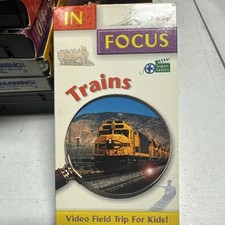 IN
FOCUS
Trains
Video Field Trip For Kids!